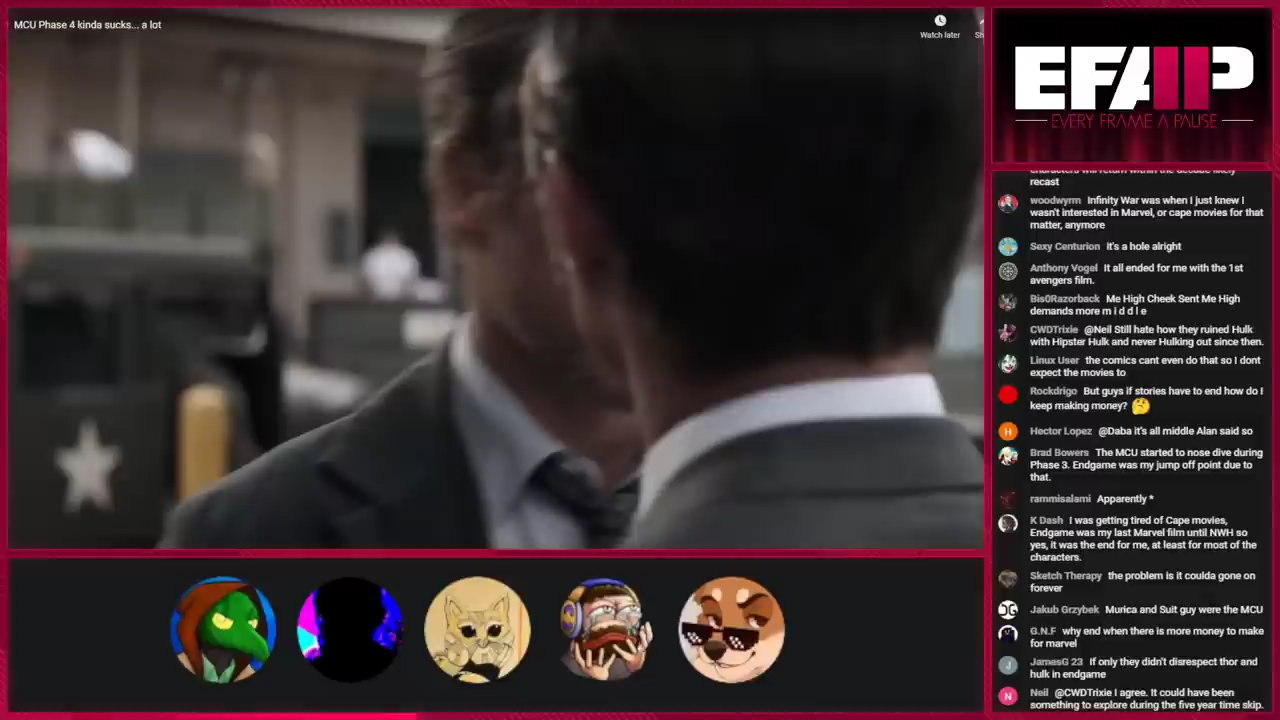 MCU Phase 4 kinda sucks... a lot
Watch later
Sh
EFAP
EVERY FRAME A PAUSE
characters will return within the decade likely
recast
woodwyrm Infinity War was when I just knew I
wasn't interested in Marvel, or cape movies for that
matter, anymore
Sexy Centurion it's a hole alright
Anthony Vogel It all ended for me with the 1st
avengers film.
Bis0Razorback Me High Cheek Sent Me High
demands more m i d d l e
CWDTrixie @Neil Still hate how they ruined Hulk
with Hipster Hulk and never Hulking out since then.
Linux User the comics cant even do that so I dont
expect the movies to
Rockdrigo But guys if stories have to end how do I
keep making money? 🤔
H
Hector Lopez @Daba it's all middle Alan said so
Brad Bowers The MCU started to nose dive during
Phase 3. Endgame was my jump off point due to
that.
rammisalami Apparently *
K Dash I was getting tired of Cape movies,
Endgame was my last Marvel film until NWH so
yes, it was the end for me, at least for most of the
characters.
Sketch Therapy the problem is it coulda gone on
forever
Jakub Grzybek Murica and Suit guy were the MCU
G.N.F why end when there is more money to make
for marvel
J
JamesG 23 If only they didn't disrespect thor and
hulk in endgame
N
Neil @CWDTrixie I agree. It could have been
something to explore during the five year time skip.